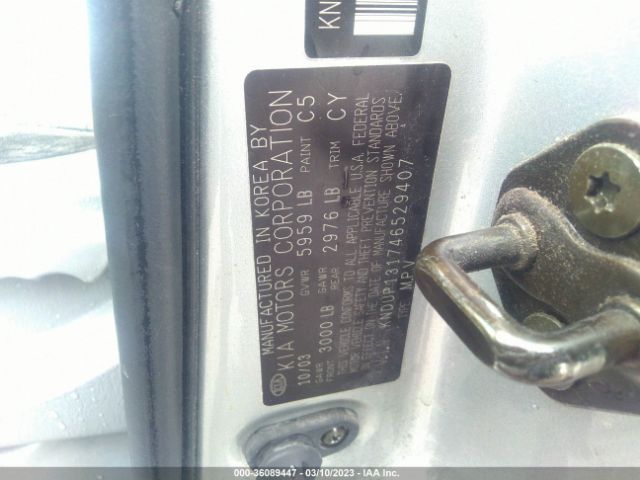 KN
MANUFACTURED IN KOREA BY
KIA MOTORS CORPORATION
10/03 GVWR 5959 LB PAINT C5
GAWR FRONT 3000 LB GAWR REAR 2976 LB TRIM CY
THIS VEHICLE CONFORMS TO ALL APPLICABLE U.S.A. FEDERAL
MOTOR VEHICLE SAFETY AND THEFT PREVENTION STANDARDS
IN EFFECT ON THE DATE OF MANUFACTURE SHOWN ABOVE
KNDUP131746529407
TYPE MPV
KIA
000-36089447 - 03/10/2023 - IAA Inc.